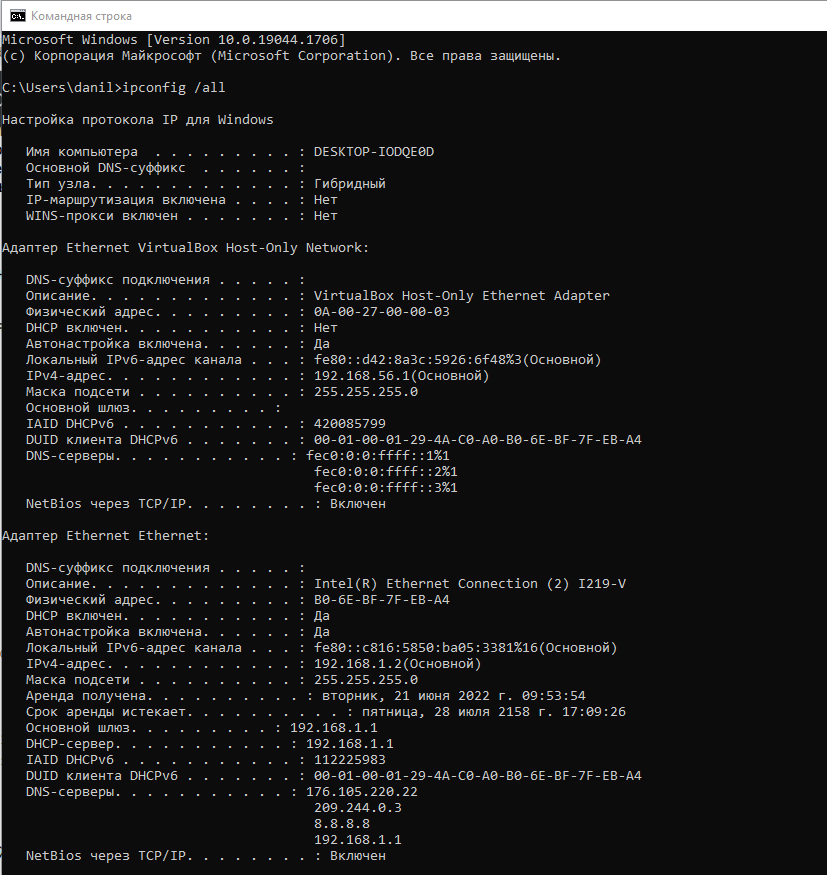 Командная строка
Microsoft Windows [Version 10.0.19044.1706]
(c) Корпорация Майкрософт (Microsoft Corporation). Все права защищены.
C:\Users\danil>ipconfig /all
Настройка протокола IP для Windows
Имя компьютера  . . . . . . . . . : DESKTOP-IODQE0D
Основной DNS-суффикс  . . . . . . :
Тип узла. . . . . . . . . . . . . : Гибридный
IP-маршрутизация включена . . . . : Нет
WINS-прокси включен . . . . . . . : Нет
Адаптер Ethernet VirtualBox Host-Only Network:
DNS-суффикс подключения . . . . . :
Описание. . . . . . . . . . . . . : VirtualBox Host-Only Ethernet Adapter
Физический адрес. . . . . . . . . : 0A-00-27-00-00-03
DHCP включен. . . . . . . . . . . : Нет
Автонастройка включена. . . . . . : Да
Локальный IPv6-адрес канала . . . : fe80::d42:8a3c:5926:6f48%3(Основной)
IPv4-адрес. . . . . . . . . . . . : 192.168.56.1(Основной)
Маска подсети . . . . . . . . . . : 255.255.255.0
Основной шлюз. . . . . . . . . :
IAID DHCPv6 . . . . . . . . . . . : 420085799
DUID клиента DHCPv6 . . . . . . . : 00-01-00-01-29-4A-C0-A0-B0-6E-BF-7F-EB-A4
DNS-серверы. . . . . . . . . . . : fec0:0:0:ffff::1%1
fec0:0:0:ffff::2%1
fec0:0:0:ffff::3%1
NetBios через TCP/IP. . . . . . . . : Включен
Адаптер Ethernet Ethernet:
DNS-суффикс подключения . . . . . :
Описание. . . . . . . . . . . . . : Intel(R) Ethernet Connection (2) I219-V
Физический адрес. . . . . . . . . : B0-6E-BF-7F-EB-A4
DHCP включен. . . . . . . . . . . : Да
Автонастройка включена. . . . . . : Да
Локальный IPv6-адрес канала . . . : fe80::c816:5850:ba05:3381%16(Основной)
IPv4-адрес. . . . . . . . . . . . : 192.168.1.2(Основной)
Маска подсети . . . . . . . . . . : 255.255.255.0
Аренда получена. . . . . . . . . . : вторник, 21 июня 2022 г. 09:53:54
Срок аренды истекает. . . . . . . . . . : пятница, 28 июля 2158 г. 17:09:26
Основной шлюз. . . . . . . . . : 192.168.1.1
DHCP-сервер. . . . . . . . . . . : 192.168.1.1
IAID DHCPv6 . . . . . . . . . . . : 112225983
DUID клиента DHCPv6 . . . . . . . : 00-01-00-01-29-4A-C0-A0-B0-6E-BF-7F-EB-A4
DNS-серверы. . . . . . . . . . . : 176.105.220.22
209.244.0.3
8.8.8.8
192.168.1.1
NetBios через TCP/IP. . . . . . . . : Включен